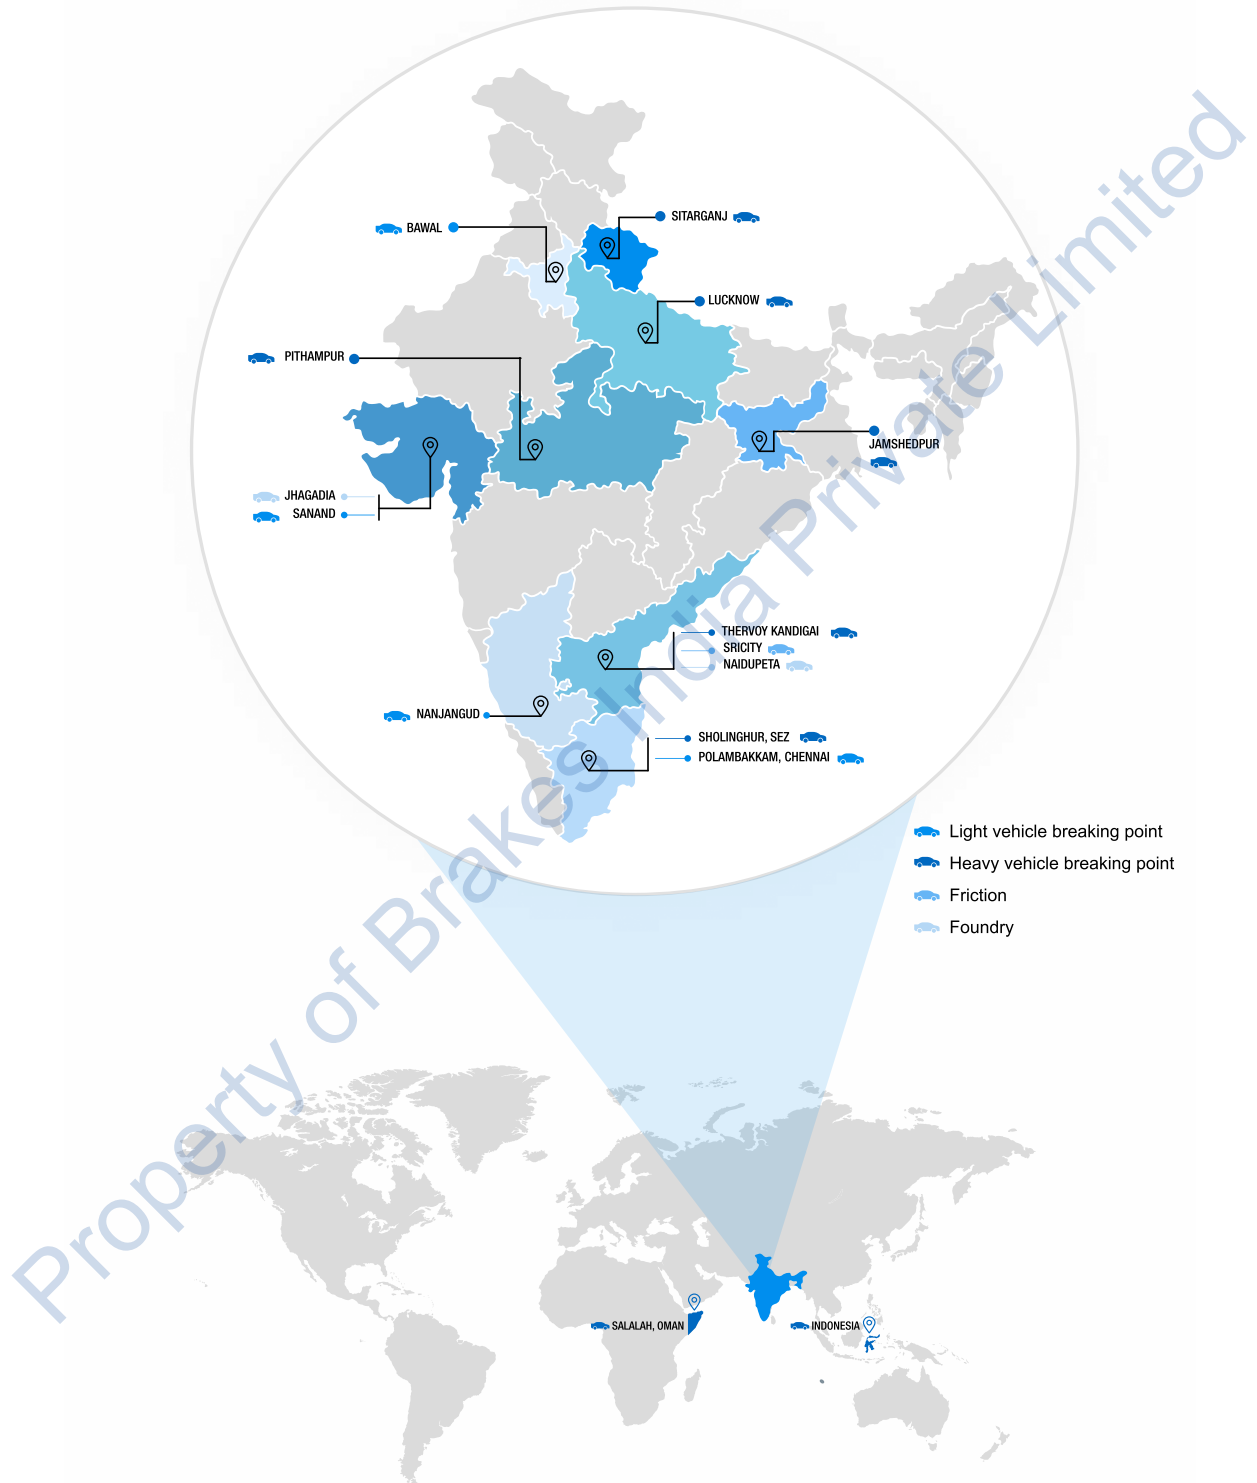 SITARGANJ
BAWAL
LUCKNOW
PITHAMPUR
JAMSHEDPUR
JHAGADIA
SANAND
THERVOY KANDIGAI
SRICITY
NAIDUPETA
NANJANGUD
SHOLINGHUR, SEZ
POLAMBAKKAM, CHENNAI
Light vehicle breaking point
Heavy vehicle breaking point
Friction
Foundry
SALALAH, OMAN
INDONESIA
Property of Brakes India Private Limited